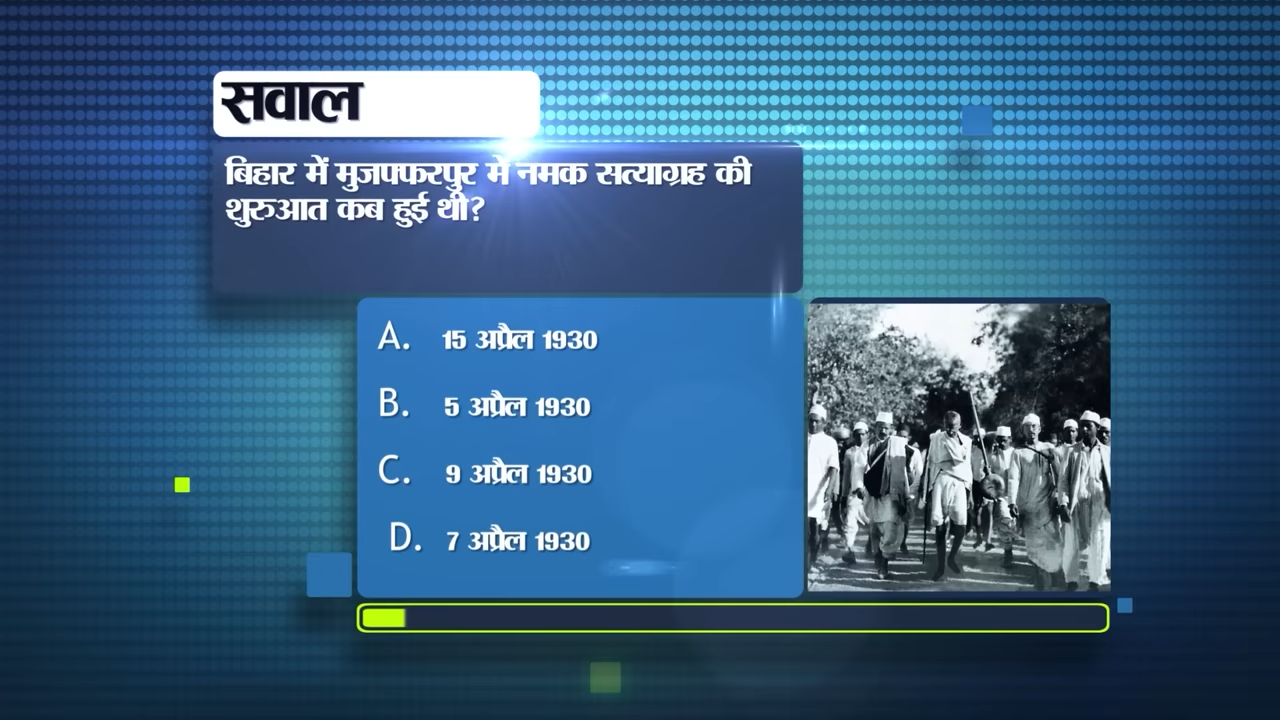 सवाल
बिहार में मुजफ्फरपुर में नमक सत्याग्रह की
शुरुआत कब हुई थी?
A. 15 अप्रैल 1930
B. 5 अप्रैल 1930
C. 9 अप्रैल 1930
D. 7 अप्रैल 1930